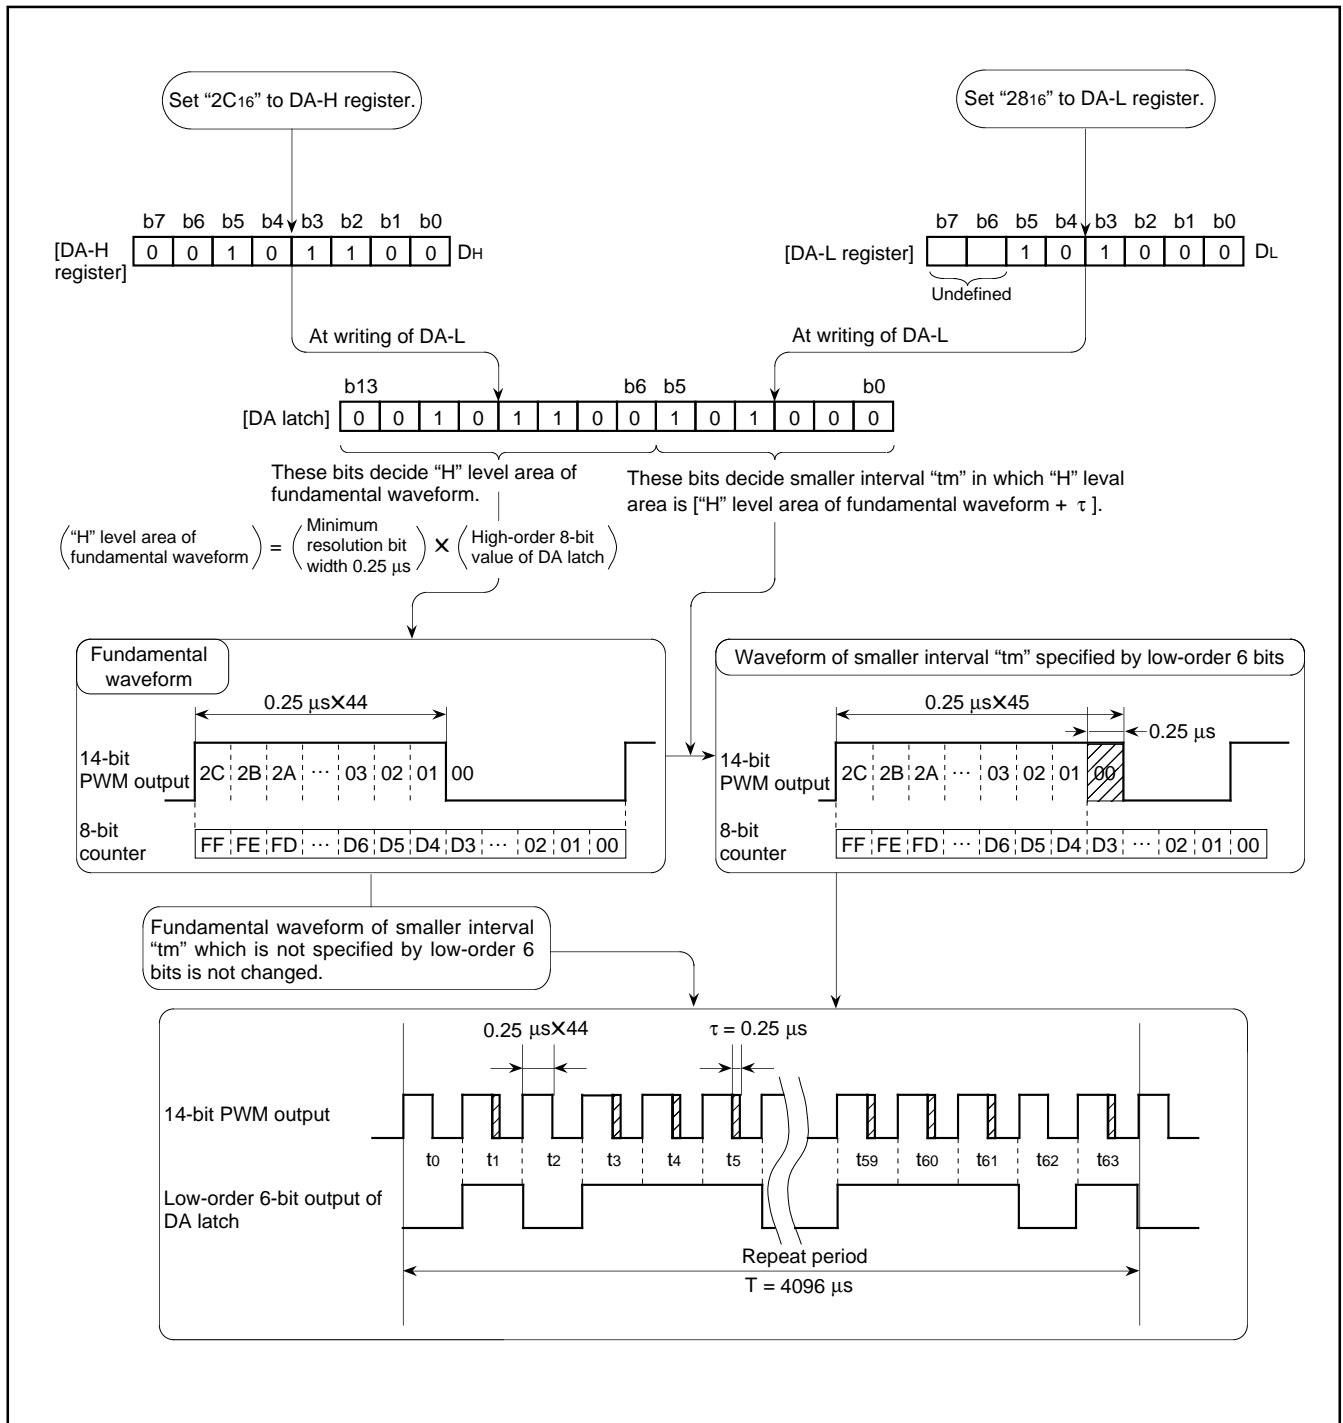 Set “2C16” to DA-H register.
Set “2816” to DA-L register.
b7 b6 b5 b4 b3 b2 b1 b0
[DA-H register] 0 0 1 0 1 1 0 0 DH
b7 b6 b5 b4 b3 b2 b1 b0
[DA-L register] 1 0 1 0 0 0 DL
Undefined
At writing of DA-L
At writing of DA-L
b13 b6 b5 b0
[DA latch] 0 0 1 0 1 1 0 0 1 0 1 0 0 0
These bits decide “H” level area of
fundamental waveform.
These bits decide smaller interval “tm” in which “H” leval
area is [“H” level area of fundamental waveform + τ ].
(“H” level area of
fundamental waveform)
=
(Minimum
resolution bit
width 0.25 μs)
×
(High-order 8-bit
value of DA latch)
Fundamental
waveform
0.25 μs×44
14-bit
PWM output
2C 2B 2A ··· 03 02 01 00
8-bit
counter
FF FE FD ··· D6 D5 D4 D3 ··· 02 01 00
Waveform of smaller interval “tm” specified by low-order 6 bits
0.25 μs×45
0.25 μs
14-bit
PWM output
2C 2B 2A ··· 03 02 01 00
8-bit
counter
FF FE FD ··· D6 D5 D4 D3 ··· 02 01 00
Fundamental waveform of smaller interval
“tm” which is not specified by low-order 6
bits is not changed.
0.25 μs×44 τ = 0.25 μs
14-bit PWM output
t0 t1 t2 t3 t4 t5 t59 t60 t61 t62 t63
Low-order 6-bit output of
DA latch
Repeat period
T = 4096 μs